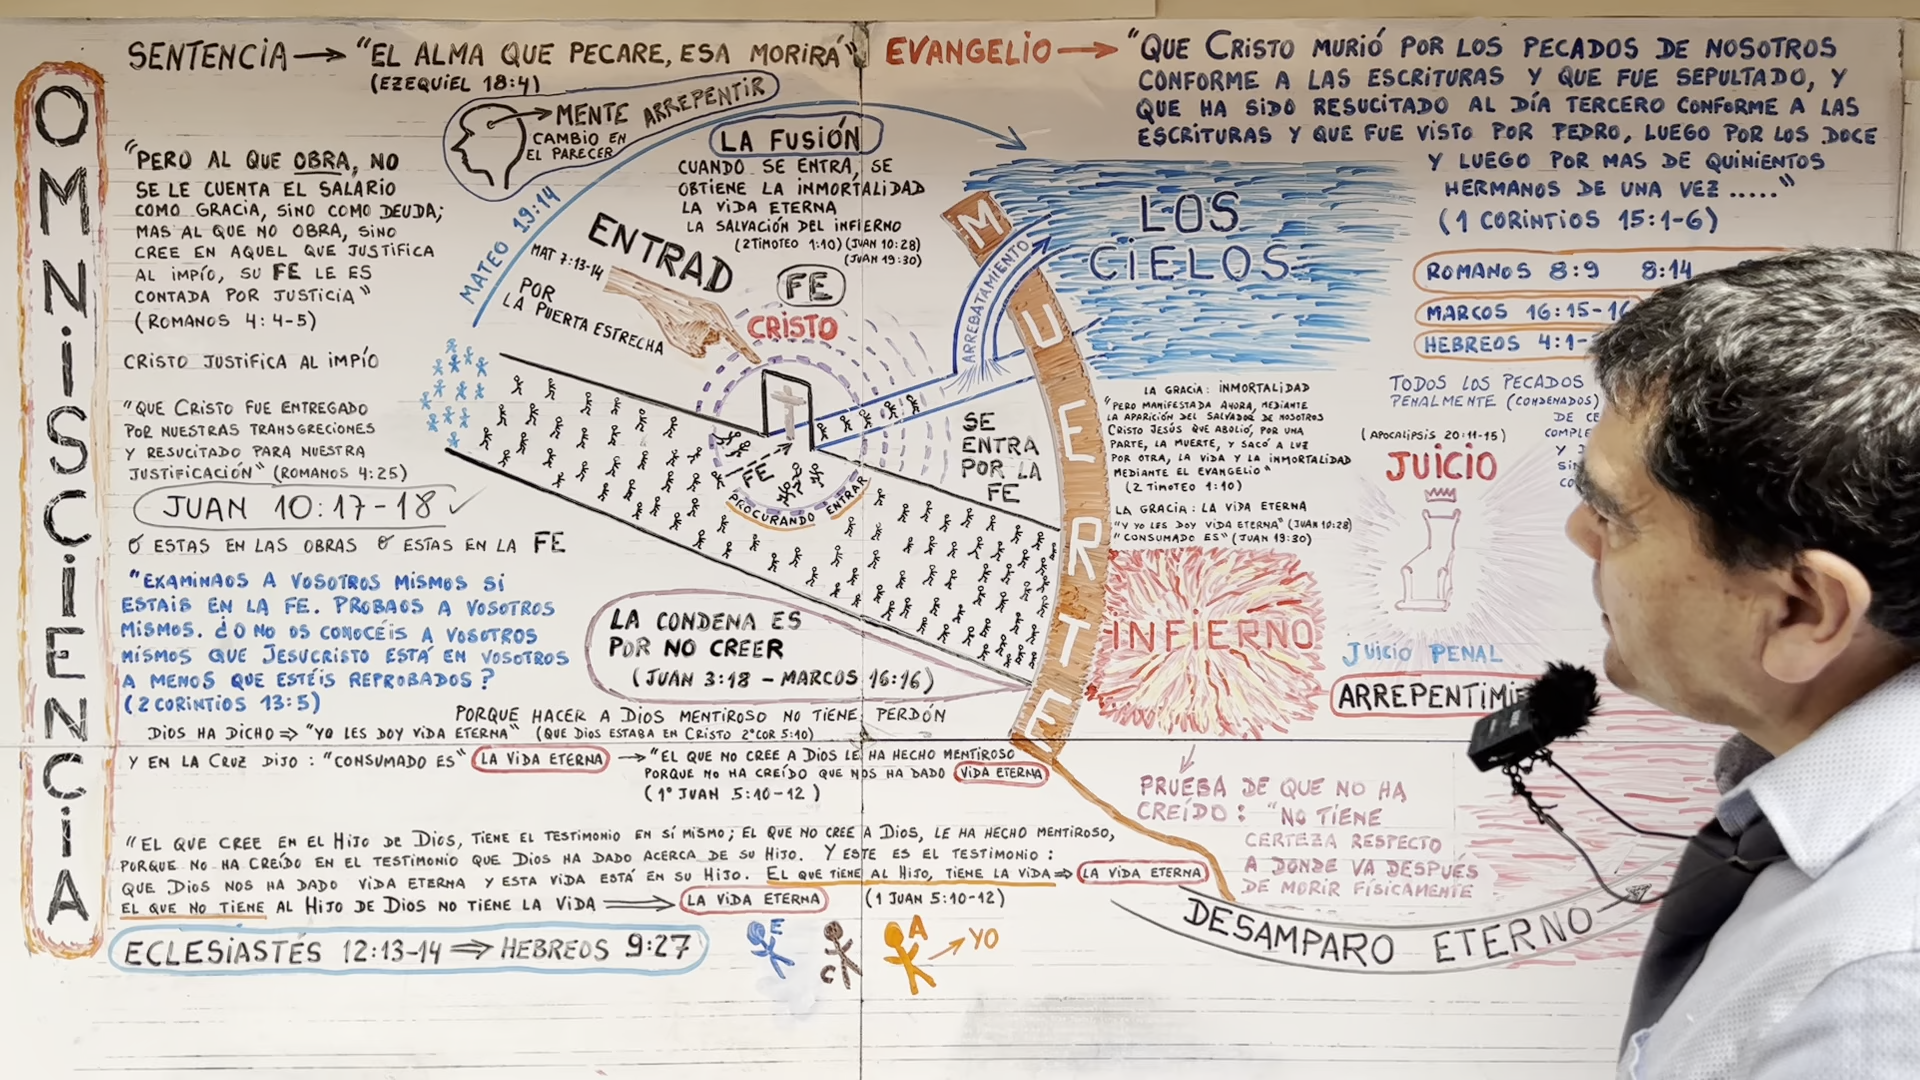 OMNISCIENCIA
SENTENCIA → "EL ALMA QUE PECARE, ESA MORIRÁ"
(EZEQUIEL 18:4)
EVANGELIO → "QUE CRISTO MURIÓ POR LOS PECADOS DE NOSOTROS
CONFORME A LAS ESCRITURAS Y QUE FUE SEPULTADO, Y
QUE HA SIDO RESUCITADO AL DÍA TERCERO CONFORME A LAS
ESCRITURAS Y QUE FUE VISTO POR PEDRO, LUEGO POR LOS DOCE
Y LUEGO POR MAS DE QUINIENTOS
HERMANOS DE UNA VEZ ....."
(1 CORINTIOS 15:1-6)
MENTE ARREPENTIR
CAMBIO EN
EL PARECER
"PERO AL QUE OBRA, NO
SE LE CUENTA EL SALARIO
COMO GRACIA, SINO COMO DEUDA;
MAS AL QUE NO OBRA, SINO
CREE EN AQUEL QUE JUSTIFICA
AL IMPÍO, SU FE LE ES
CONTADA POR JUSTICIA"
(ROMANOS 4:4-5)
CRISTO JUSTIFICA AL IMPÍO
"QUE CRISTO FUE ENTREGADO
POR NUESTRAS TRANSGRECIONES
Y RESUCITADO PARA NUESTRA
JUSTIFICACIÓN" (ROMANOS 4:25)
JUAN 10:17-18
Ó ESTAS EN LAS OBRAS Ó ESTAS EN LA FE
"EXAMINAOS A VOSOTROS MISMOS SI
ESTAIS EN LA FE. PROBAOS A VOSOTROS
MISMOS. ¿O NO OS CONOCÉIS A VOSOTROS
MISMOS QUE JESUCRISTO ESTÁ EN VOSOTROS
A MENOS QUE ESTÉIS REPROBADOS?
(2 CORINTIOS 13:5)
LA FUSIÓN
CUANDO SE ENTRA, SE
OBTIENE LA INMORTALIDAD
LA VIDA ETERNA
LA SALVACIÓN DEL INFIERNO
(2 TIMOTEO 1:10) (JUAN 10:28)
(JUAN 19:30)
MATEO 19:14
ENTRAD
MAT 7:13-14
POR
LA PUERTA ESTRECHA
FE
CRISTO
FE
PROCURANDO ENTRAR
ARREBATAMIENTO
SE
ENTRA
POR LA
FE
MUERTE
LOS
CIELOS
ROMANOS 8:9 8:14
MARCOS 16:15-16
HEBREOS 4:1-
TODOS LOS PECADOS
PENALMENTE (CONDENADOS)
DE
(APOCALIPSIS 20:11-15)
Y
JUICIO
JUICIO PENAL
LA GRACIA: INMORTALIDAD
"PERO MANIFESTADA AHORA, MEDIANTE
LA APARICIÓN DEL SALVADOR DE NOSOTROS
CRISTO JESÚS QUE ABOLIÓ, POR UNA
PARTE, LA MUERTE, Y SACÓ A LUZ
POR OTRA, LA VIDA Y LA INMORTALIDAD
MEDIANTE EL EVANGELIO"
(2 TIMOTEO 1:10)
LA GRACIA: LA VIDA ETERNA
"Y YO LES DOY VIDA ETERNA" (JUAN 10:28)
"CONSUMADO ES" (JUAN 19:30)
INFIERNO
LA CONDENA ES
POR NO CREER
(JUAN 3:18 - MARCOS 16:16)
PORQUE HACER A DIOS MENTIROSO NO TIENE PERDÓN
DIOS HA DICHO ⇒ "YO LES DOY VIDA ETERNA" (QUE DIOS ESTABA EN CRISTO 2°COR 5:10)
Y EN LA CRUZ DIJO: "CONSUMADO ES" LA VIDA ETERNA → "EL QUE NO CREE A DIOS LE HA HECHO MENTIROSO
PORQUE NO HA CREÍDO QUE NOS HA DADO VIDA ETERNA
(1° JUAN 5:10-12)
PRUEBA DE QUE NO HA
CREÍDO: "NO TIENE
CERTEZA RESPECTO
A DONDE VA DESPUÉS
DE MORIR FÍSICAMENTE
"EL QUE CREE EN EL HIJO DE DIOS, TIENE EL TESTIMONIO EN SÍ MISMO; EL QUE NO CREE A DIOS, LE HA HECHO MENTIROSO,
PORQUE NO HA CREÍDO EN EL TESTIMONIO QUE DIOS HA DADO ACERCA DE SU HIJO. Y ESTE ES EL TESTIMONIO:
QUE DIOS NOS HA DADO VIDA ETERNA Y ESTA VIDA ESTÁ EN SU HIJO. EL QUE TIENE AL HIJO, TIENE LA VIDA ⇒ LA VIDA ETERNA
EL QUE NO TIENE AL HIJO DE DIOS NO TIENE LA VIDA ⇒ LA VIDA ETERNA (1 JUAN 5:10-12)
ECLESIASTÉS 12:13-14 ⇒ HEBREOS 9:27
E
C
A
YO
DESAMPARO ETERNO